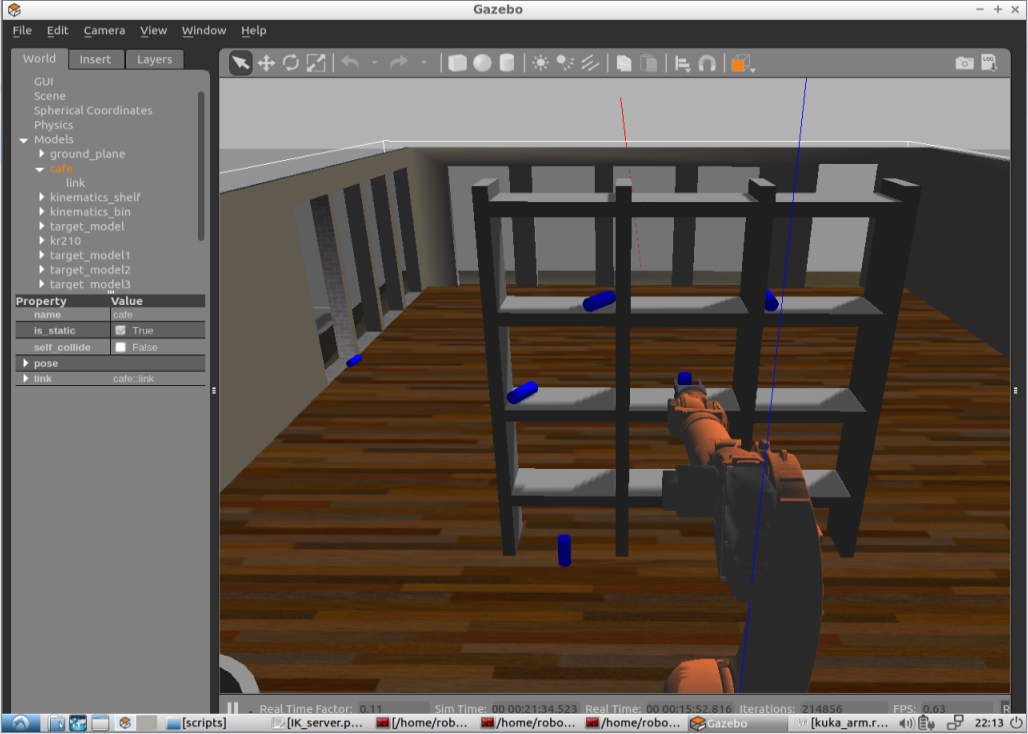 Gazebo
File Edit Camera View Window Help
World Insert Layers
GUI
Scene
Spherical Coordinates
Physics
Models
ground_plane
cafe
link
kinematics_shelf
kinematics_bin
target_model
kr210
target_model1
target_model2
target_model3
Property Value
name cafe
is_static True
self_collide False
pose
link cafe::link
LOG
Real Time Factor: 0.11 Sim Time: 00 00:21:34.523 Real Time: 00 00:15:52.816 Iterations: 214856 FPS: 0.63 R
[scripts] [IK_server.p... [/home/rob... /home/robo... /home/robo... Gazebo [kuka_arm.r... 22:13